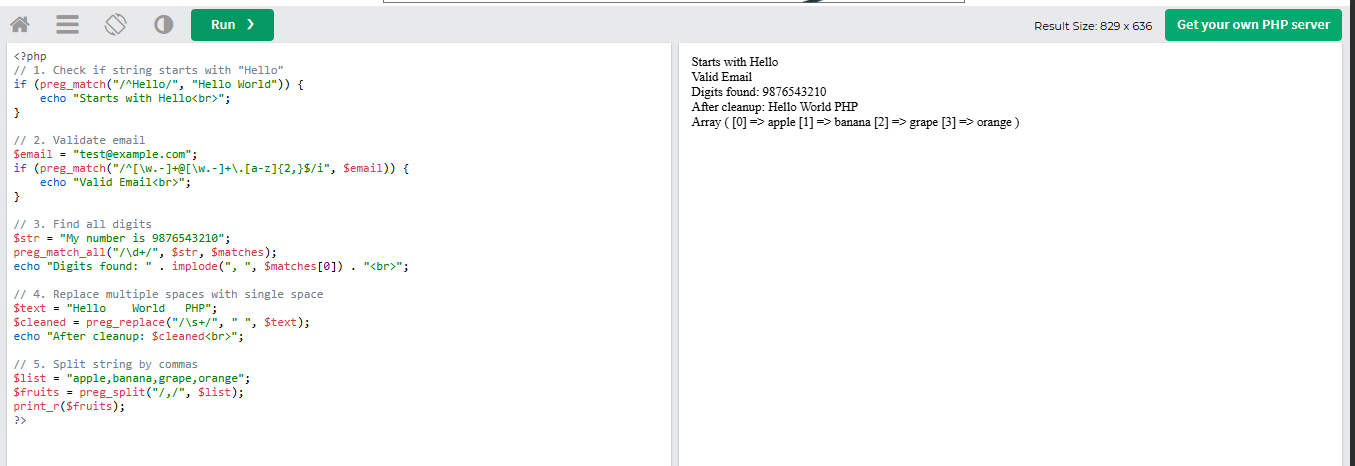 Run ❯
Result Size: 829 x 636
Get your own PHP server
<?php
// 1. Check if string starts with "Hello"
if (preg_match("/^Hello/", "Hello World")) {
    echo "Starts with Hello<br>";
}

// 2. Validate email
$email = "test@example.com";
if (preg_match("/^[\w.-]+@[\w.-]+\.[a-z]{2,}$/i", $email)) {
    echo "Valid Email<br>";
}

// 3. Find all digits
$str = "My number is 9876543210";
preg_match_all("/\d+/", $str, $matches);
echo "Digits found: " . implode(", ", $matches[0]) . "<br>";

// 4. Replace multiple spaces with single space
$text = "Hello    World   PHP";
$cleaned = preg_replace("/\s+/", " ", $text);
echo "After cleanup: $cleaned<br>";

// 5. Split string by commas
$list = "apple,banana,grape,orange";
$fruits = preg_split("/,/", $list);
print_r($fruits);
?>
Starts with Hello
Valid Email
Digits found: 9876543210
After cleanup: Hello World PHP
Array ( [0] => apple [1] => banana [2] => grape [3] => orange )